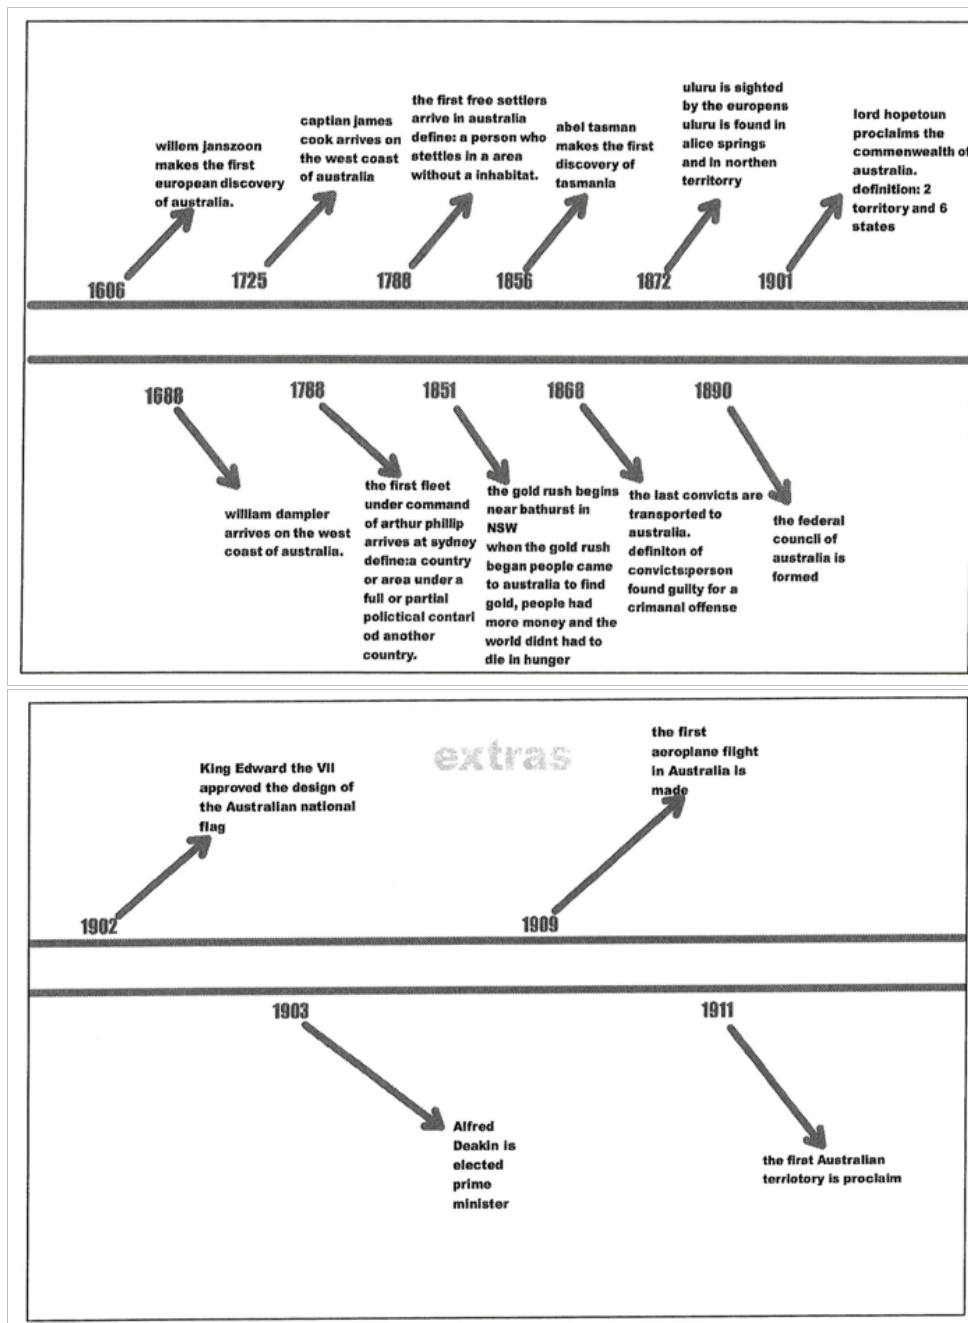 willem janszoon
makes the first
european discovery
of australia.
captian james
cook arrives on
the west coast
of australia
the first free settlers
arrive in australia
define: a person who
stettles in a area
without a inhabitat.
abel tasman
makes the first
discovery of
tasmania
uluru is sighted
by the europens
uluru is found in
alice springs
and in northen
territorry
lord hopetoun
proclaims the
commonwealth of
australia.
definition: 2
territory and 6
states
1606
1725
1788
1856
1872
1901
1688
1788
1851
1868
1890
william dampler
arrives on the west
coast of australia.
the first fleet
under command
of arthur phillip
arrives at sydney
define:a country
or area under a
full or partial
polictical contarl
od another
country.
the gold rush begins
near bathurst in
NSW
when the gold rush
began people came
to australia to find
gold, people had
more money and the
world didnt had to
die in hunger
the last convicts are
transported to
australia.
definiton of
convicts:person
found guilty for a
crimanal offense
the federal
council of
australia is
formed
extras
King Edward the VII
approved the design of
the Australian national
flag
the first
aeroplane flight
in Australia is
made
1902
1909
1903
1911
Alfred
Deakin is
elected
prime
minister
the first Australian
terriotory is proclaim